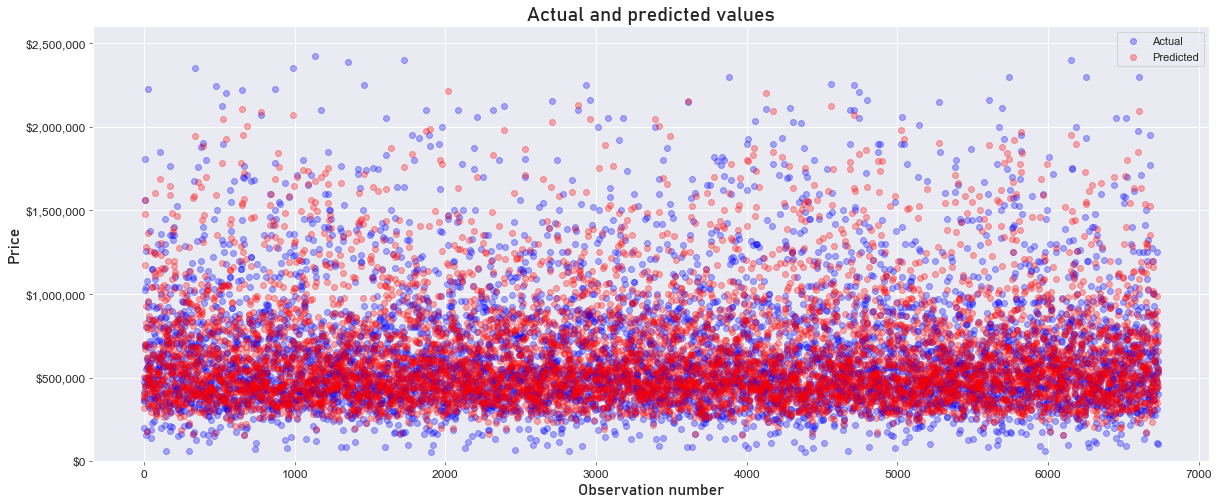 Actual and predicted values
Actual
Predicted
$2,500,000
$2,000,000
$1,500,000
$1,000,000
$500,000
$0
Price
0 1000 2000 3000 4000 5000 6000 7000
Observation number